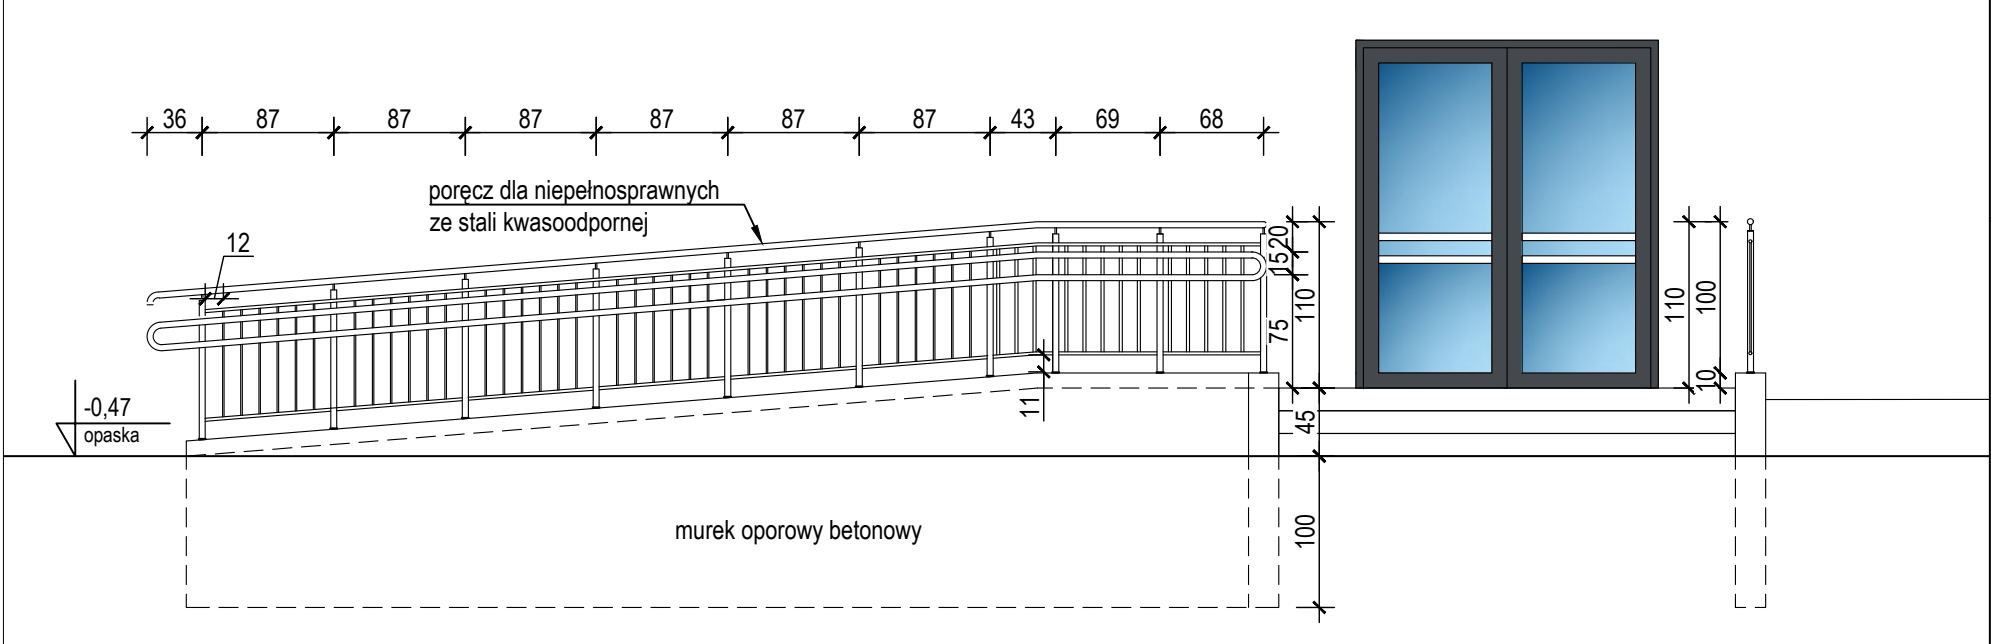 36 87 87 87 87 87 87 43 69 68
poręcz dla niepełnosprawnych
ze stali kwasoodpornej
12
20
15
110
75
11
45
100
110
100
10
-0,47
opaska
murek oporowy betonowy